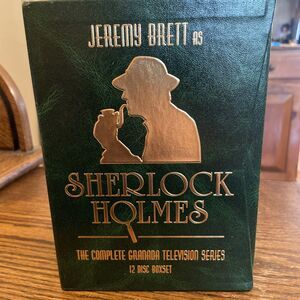 JEREMY BRETT AS
SHERLOCK
HOLMES
THE COMPLETE GRANADA TELEVISION SERIES
12 DISC BOXSET